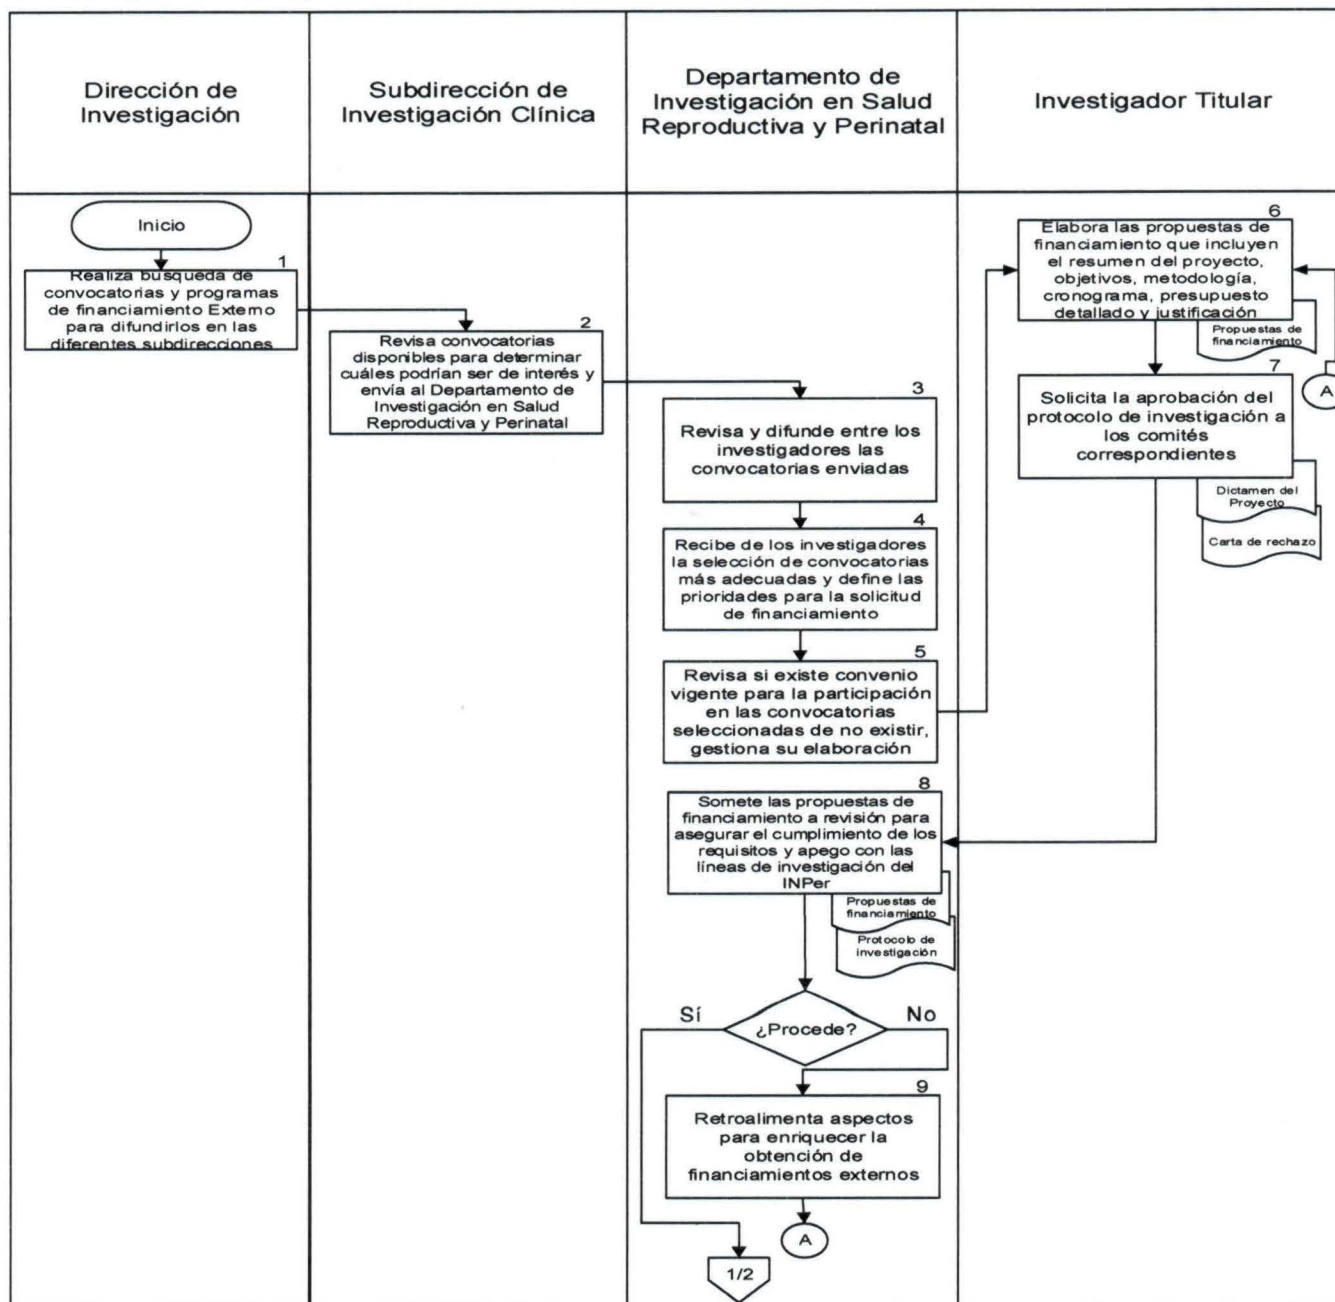 Dirección de
Investigación
Subdirección de
Investigación Clínica
Departamento de
Investigación en Salud
Reproductiva y Perinatal
Investigador Titular
Inicio
1
Realiza busqueda de
convocatorias y programas
de financiamiento Externo
para difundirlos en las
diferentes subdirecciones
2
Revisa convocatorias
disponibles para determinar
cuáles podrían ser de interés y
envía al Departamento de
Investigación en Salud
Reproductiva y Perinatal
3
Revisa y difunde entre los
investigadores las
convocatorias enviadas
4
Recibe de los investigadores
la selección de convocatorias
más adecuadas y define las
prioridades para la solicitud
de financiamiento
5
Revisa si existe convenio
vigente para la participación
en las convocatorias
seleccionadas de no existir,
gestiona su elaboración
6
Elabora las propuestas de
financiamiento que incluyen
el resumen del proyecto,
objetivos, metodología,
cronograma, presupuesto
detallado y justificación
Propuestas de
financiamiento
A
7
Solicita la aprobación del
protocolo de investigación a
los comités
correspondientes
Dictamen del
Proyecto
Carta de rechazo
8
Somete las propuestas de
financiamiento a revisión para
asegurar el cumplimiento de los
requisitos y apego con las
líneas de investigación del
INPer
Propuestas de
financiamiento
Protocolo de
investigación
¿Procede?
Sí
No
9
Retroalimenta aspectos
para enriquecer la
obtención de
financiamientos externos
A
1/2